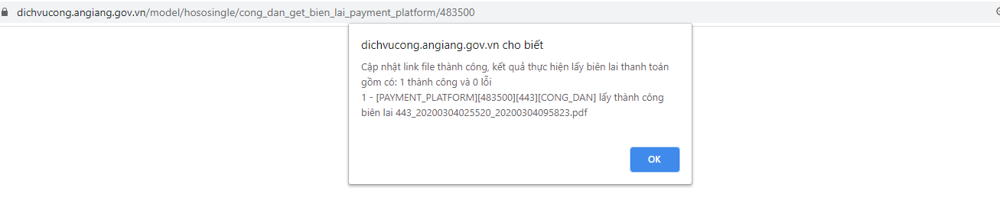 dichvucong.angiang.gov.vn/model/hososingle/cong_dan_get_bien_lai_payment_platform/483500
dichvucong.angiang.gov.vn cho biết
Cập nhật link file thành công, kết quả thực hiện lấy biên lai thanh toán
gồm có: 1 thành công và 0 lỗi
1 - [PAYMENT_PLATFORM][483500][443][CONG_DAN] lấy thành công
biên lai 443_20200304025520_20200304095823.pdf
OK